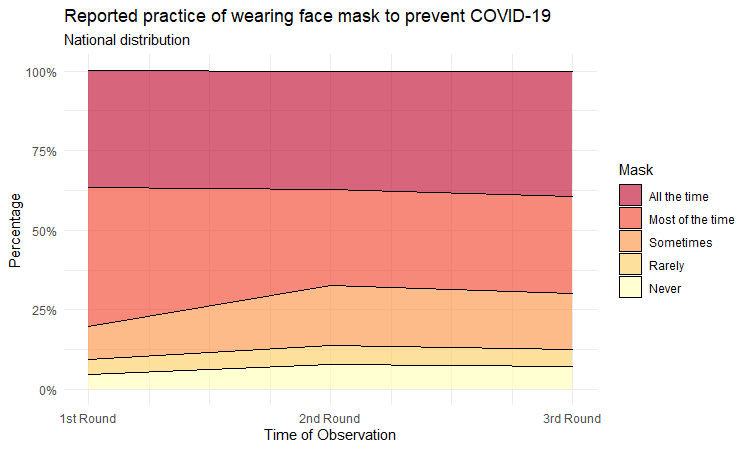 Reported practice of wearing face mask to prevent COVID-19
National distribution
100%
75%
50%
25%
0%
Percentage
1st Round 2nd Round 3rd Round
Time of Observation
Mask
All the time
Most of the time
Sometimes
Rarely
Never